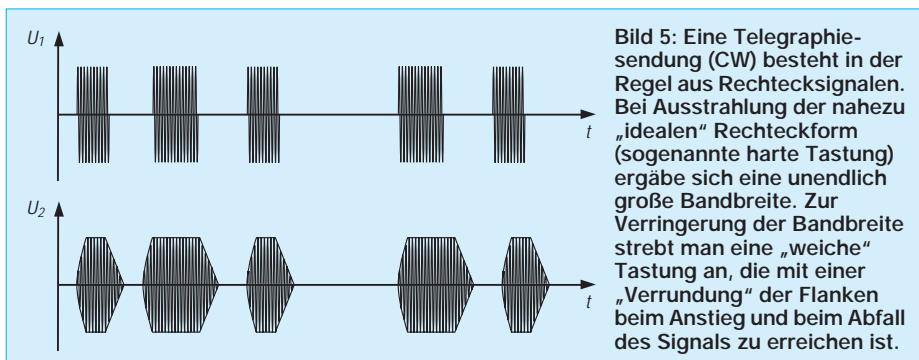 U1
t
U2
t
Bild 5: Eine Telegraphie-
sendung (CW) besteht in der
Regel aus Rechtecksignalen.
Bei Ausstrahlung der nahezu
„idealen“ Rechteckform
(sogenannte harte Tastung)
ergäbe sich eine unendlich
große Bandbreite. Zur
Verringerung der Bandbreite
strebt man eine „weiche“
Tastung an, die mit einer
„Verrundung“ der Flanken
beim Anstieg und beim Abfall
des Signals zu erreichen ist.